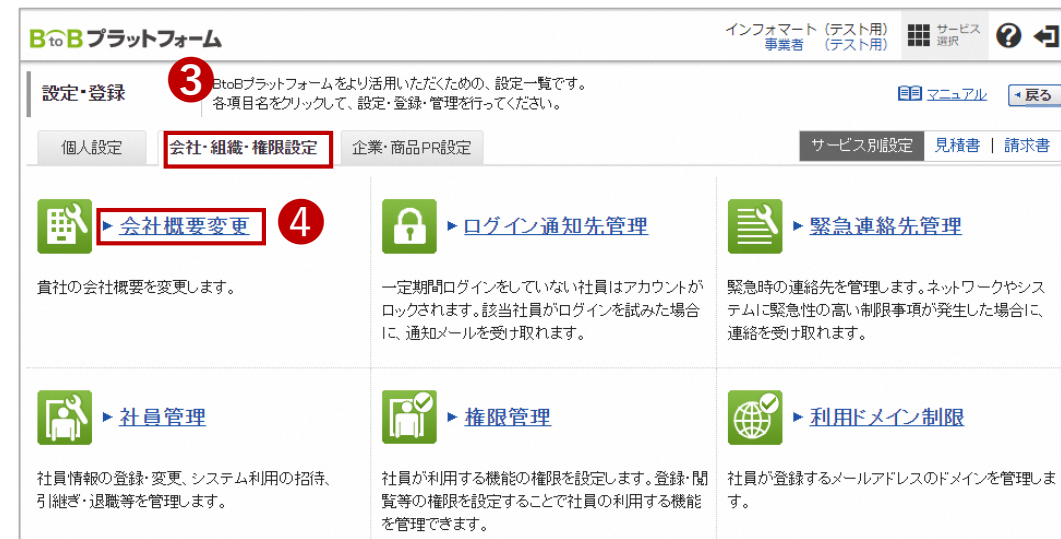 BtoBプラットフォーム
インフォマート (テスト用)
事業者 (テスト用)
サービス
選択
設定・登録
3
BtoBプラットフォームをより活用いただくための、設定一覧です。
各項目名をクリックして、設定・登録・管理を行ってください。
マニュアル
戻る
個人設定
会社・組織・権限設定
企業・商品PR設定
サービス別設定
見積書 | 請求書
会社概要変更
4
ログイン通知先管理
緊急連絡先管理
貴社の会社概要を変更します。
一定期間ログインをしていない社員はアカウントが
ロックされます。該当社員がログインを試みた場合
に、通知メールを受け取れます。
緊急時の連絡先を管理します。ネットワークやシス
テムに緊急性の高い制限事項が発生した場合に、
連絡を受け取れます。
社員管理
権限管理
利用ドメイン制限
社員情報の登録・変更、システム利用の招待、
引継ぎ・退職等を管理します。
社員が利用する機能の権限を設定します。登録・閲
覧等の権限を設定することで社員の利用する機能
を管理できます。
社員が登録するメールアドレスのドメインを管理しま
す。